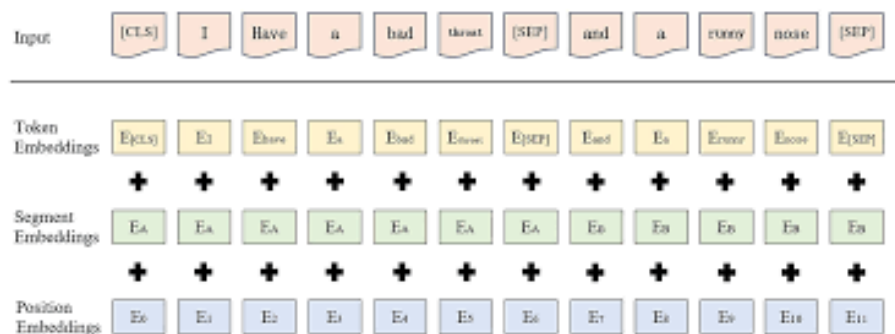 Input [CLS] I Have a bad throat [SEP] and a runny nose [SEP]
Token
Embeddings
E[CLS] EI Ehave Ea Ebad Ethroat E[SEP] Eand Ea Erunny Enose E[SEP]
Segment
Embeddings
EA EA EA EA EA EA EA EB EB EB EB EB
Position
Embeddings
E0 E1 E2 E3 E4 E5 E6 E7 E8 E9 E10 E11